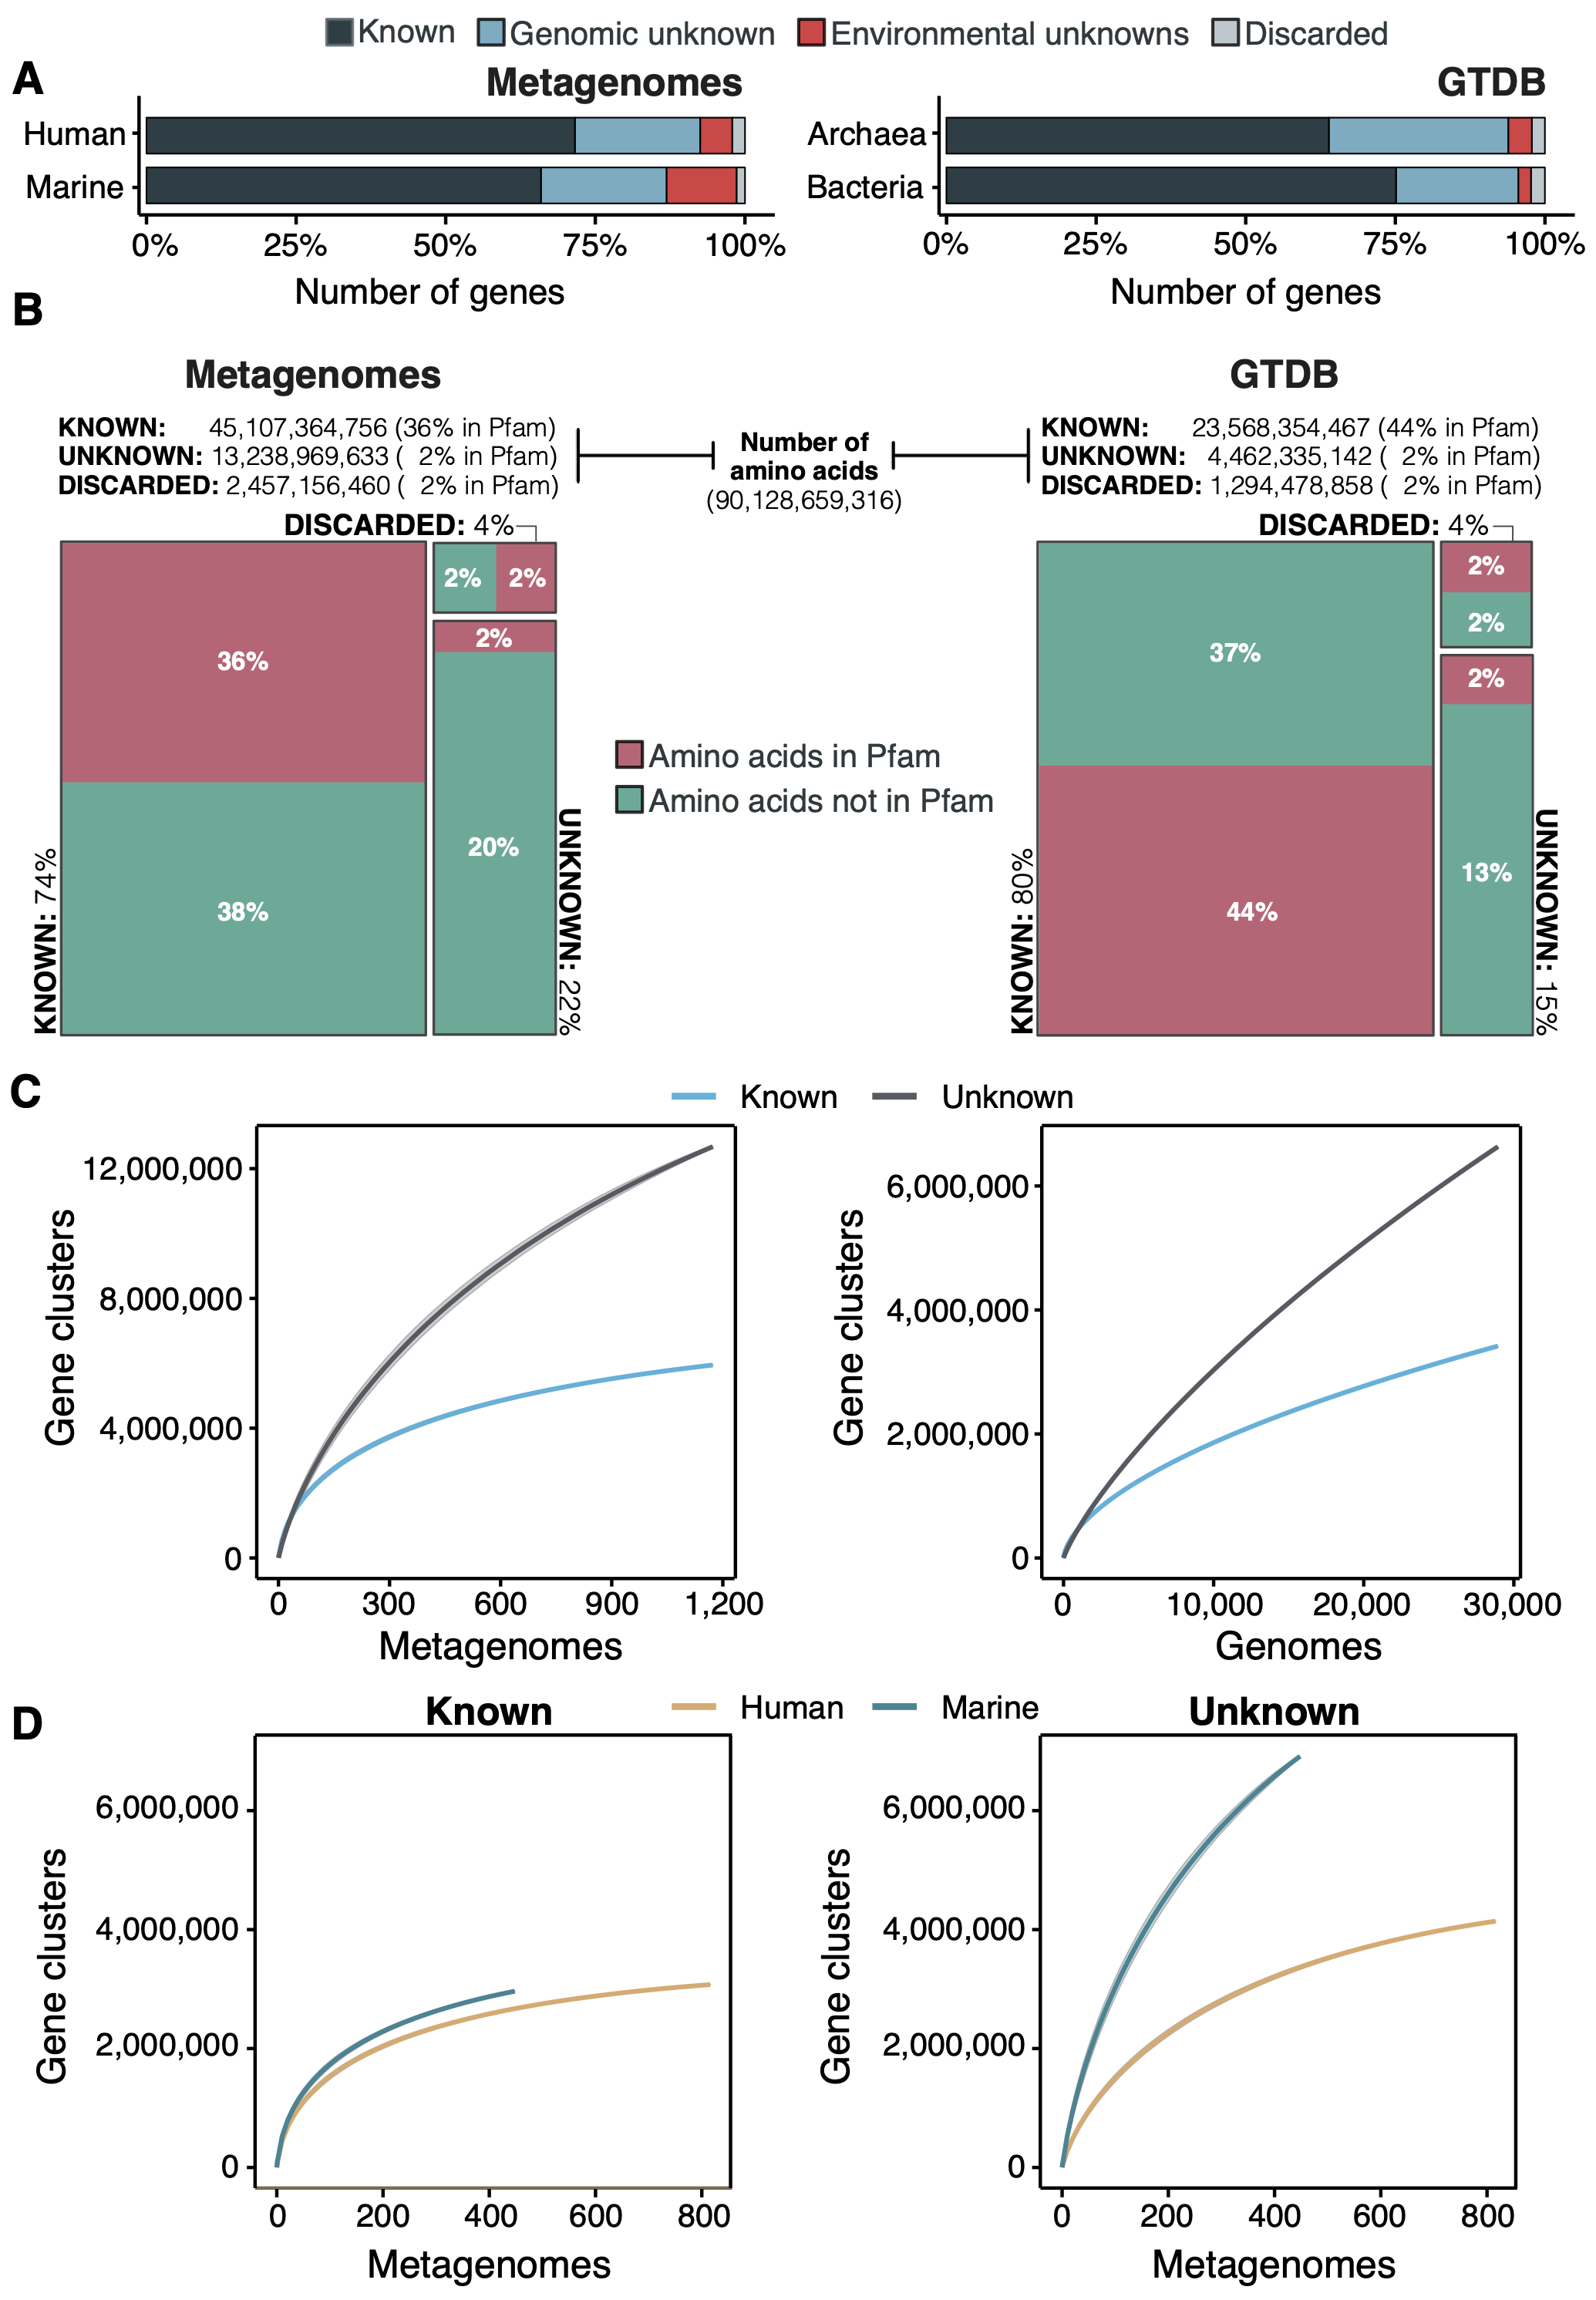 Known Genomic unknown Environmental unknowns Discarded
A
Metagenomes
GTDB
Human
Marine
0% 25% 50% 75% 100%
Number of genes
Archaea
Bacteria
0% 25% 50% 75% 100%
Number of genes
B
Metagenomes
KNOWN: 45,107,364,756 (36% in Pfam)
UNKNOWN: 13,238,969,633 ( 2% in Pfam)
DISCARDED: 2,457,156,460 ( 2% in Pfam)
Number of
amino acids
(90,128,659,316)
GTDB
KNOWN: 23,568,354,467 (44% in Pfam)
UNKNOWN: 4,462,335,142 ( 2% in Pfam)
DISCARDED: 1,294,478,858 ( 2% in Pfam)
DISCARDED: 4%
2% 2%
2%
36%
20%
38%
KNOWN: 74%
UNKNOWN: 22%
Amino acids in Pfam
Amino acids not in Pfam
DISCARDED: 4%
2%
2%
2%
37%
13%
44%
KNOWN: 80%
UNKNOWN: 15%
C
Known Unknown
12,000,000
8,000,000
4,000,000
0
Gene clusters
0 300 600 900 1,200
Metagenomes
6,000,000
4,000,000
2,000,000
0
Gene clusters
0 10,000 20,000 30,000
Genomes
D
Known
Human Marine
Unknown
6,000,000
4,000,000
2,000,000
0
Gene clusters
0 200 400 600 800
Metagenomes
6,000,000
4,000,000
2,000,000
0
Gene clusters
0 200 400 600 800
Metagenomes